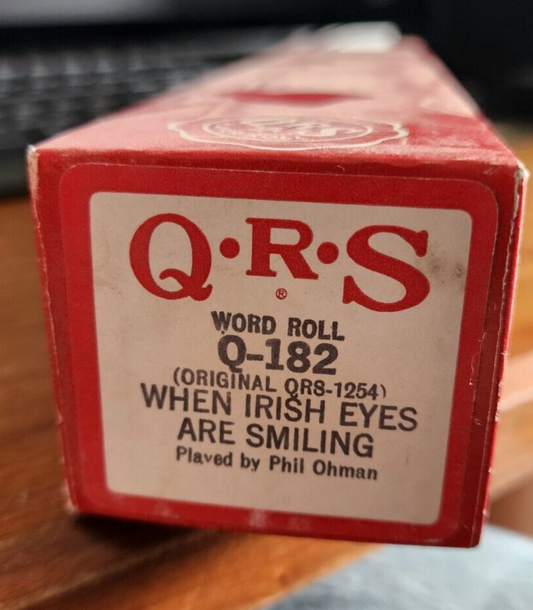 Q•R•S
®
WORD ROLL
Q-182
(ORIGINAL QRS-1254)
WHEN IRISH EYES
ARE SMILING
Played by Phil Ohman